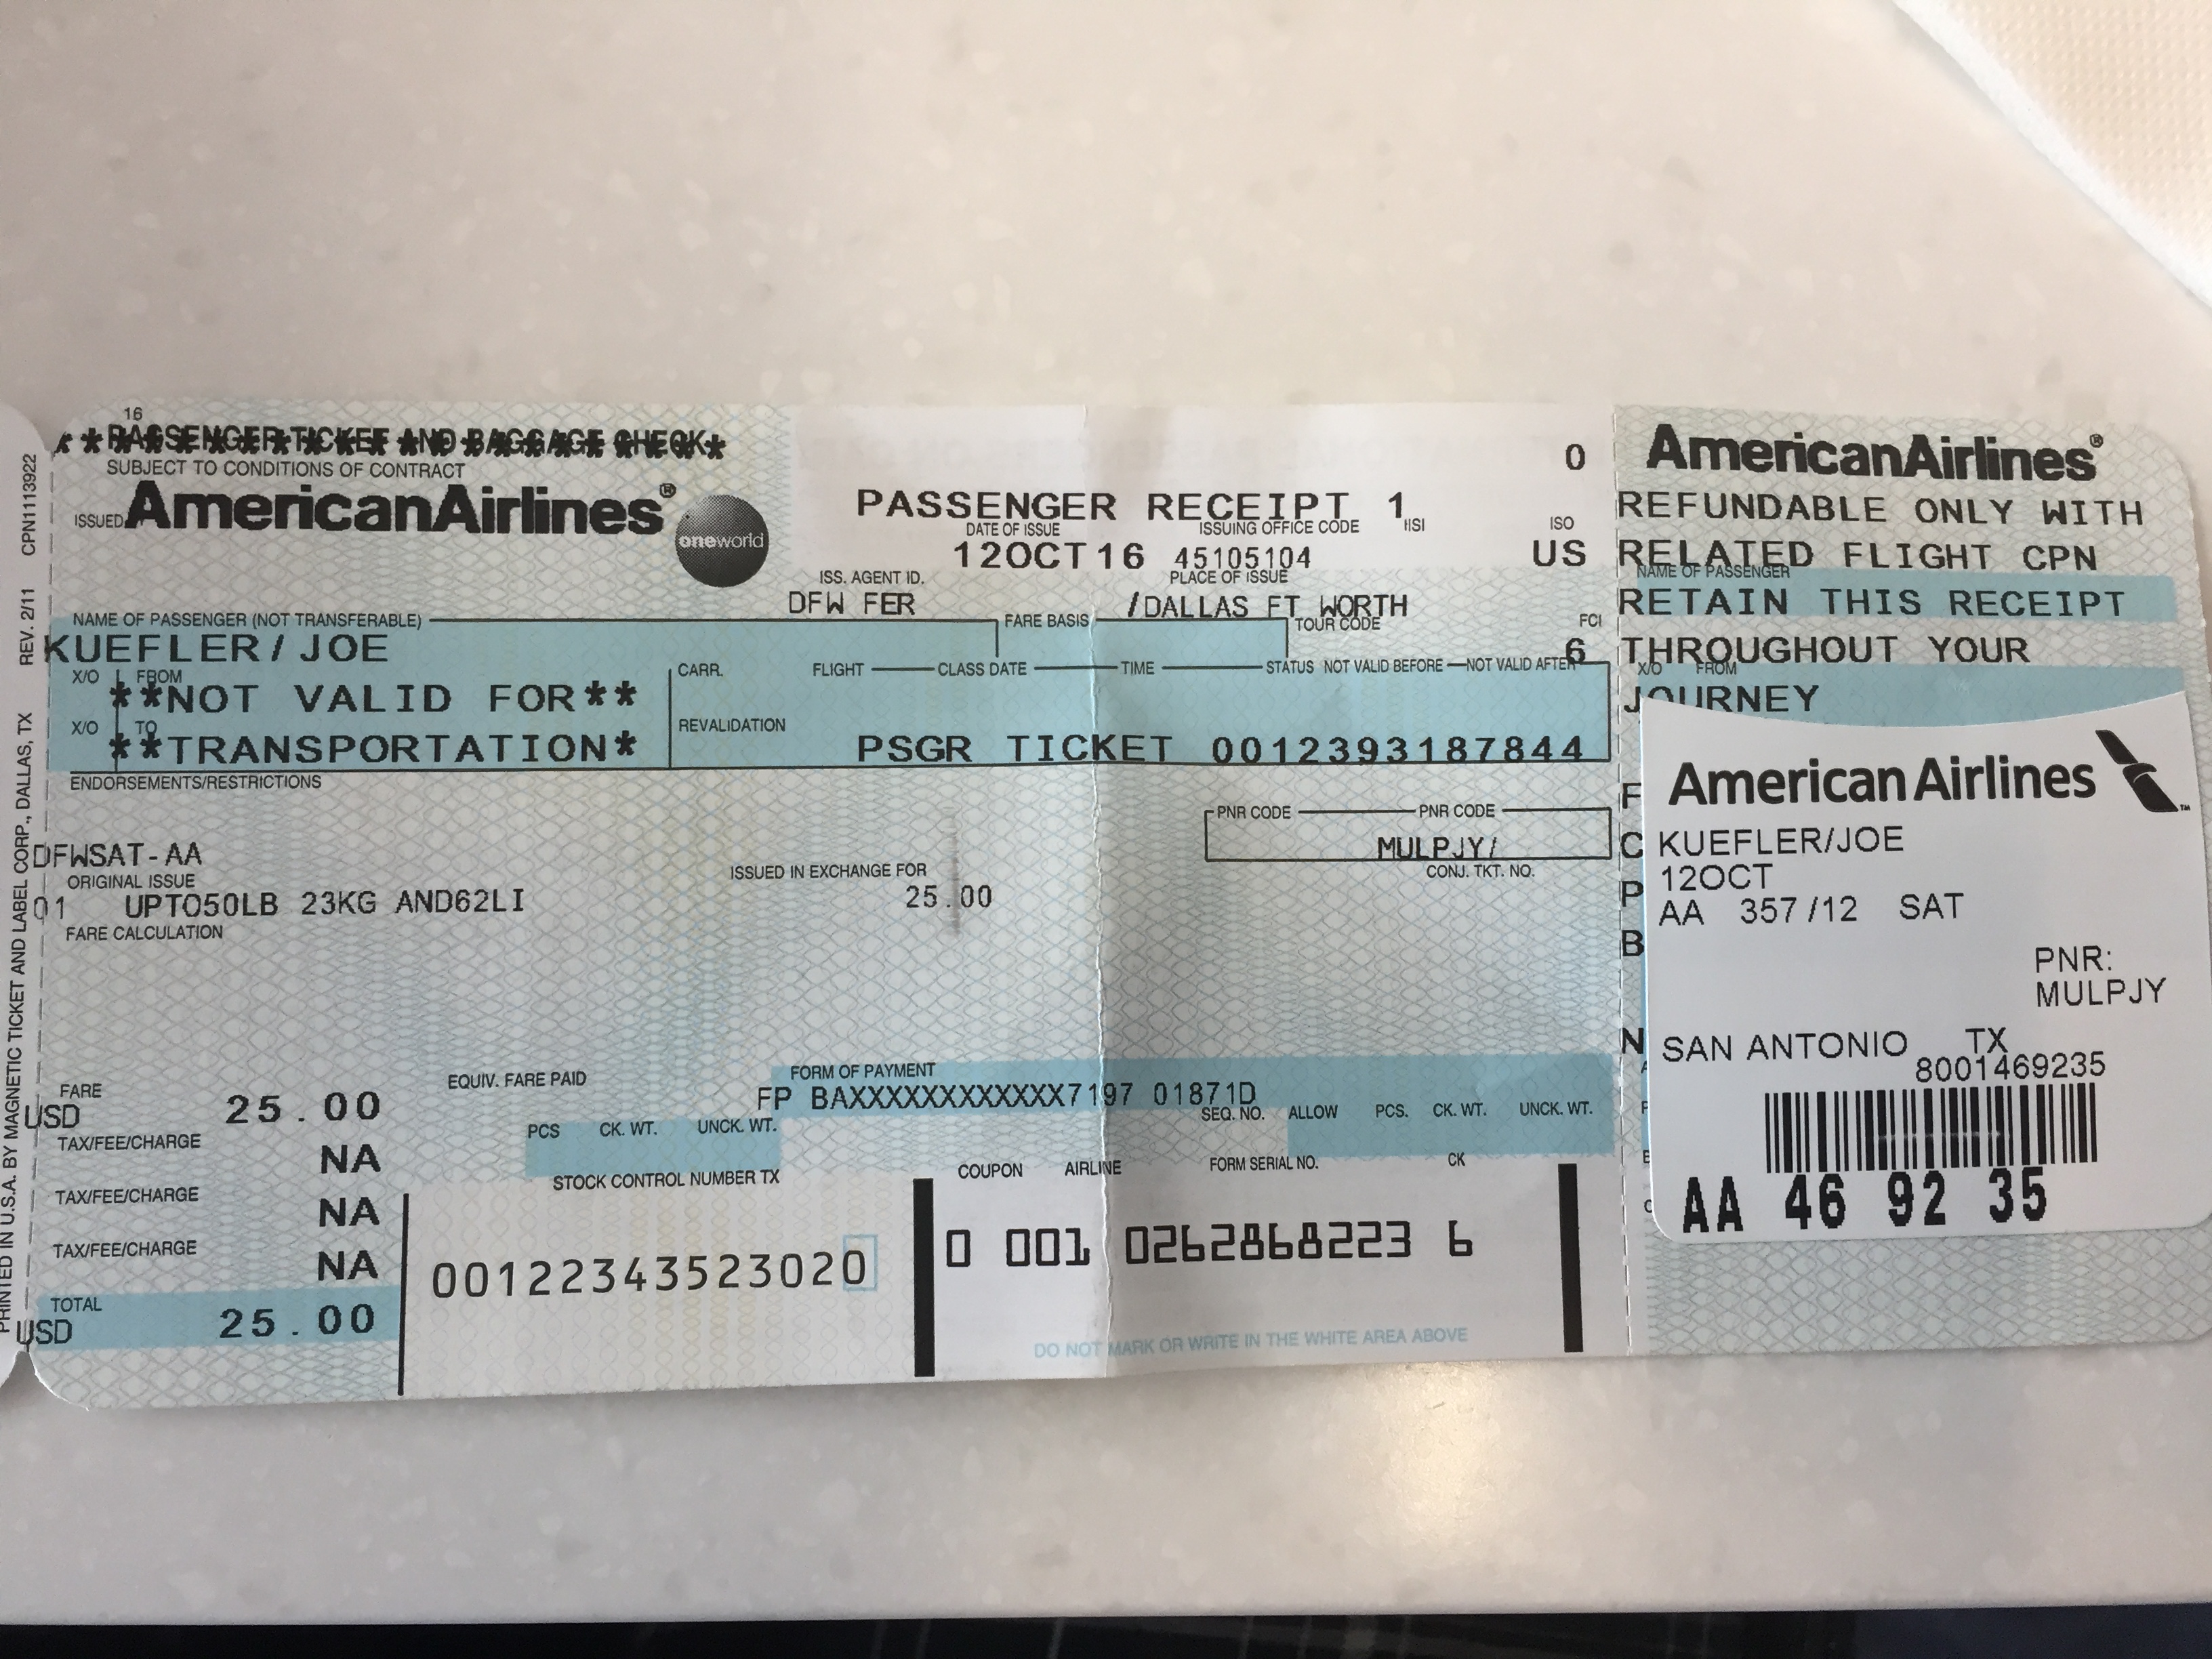 PRINTED IN U.S.A. BY MAGNETIC TICKET AND LABEL CORP., DALLAS, TX REV. 2/11 CPN1113922
16
PASSENGER TICKET AND BAGGAGE CHECK
SUBJECT TO CONDITIONS OF CONTRACT
ISSUED AmericanAirlines®
oneworld
0
PASSENGER RECEIPT 1
DATE OF ISSUE ISSUING OFFICE CODE ISO
12OCT16 45105104 US
ISS. AGENT ID. PLACE OF ISSUE
DFW FER /DALLAS FT WORTH
NAME OF PASSENGER (NOT TRANSFERABLE) FARE BASIS TOUR CODE FCI
KUEFLER/JOE 6
X/O FROM CARR. FLIGHT CLASS DATE TIME STATUS NOT VALID BEFORE NOT VALID AFTER
**NOT VALID FOR**
X/O TO REVALIDATION
**TRANSPORTATION* PSGR TICKET 0012393187844
ENDORSEMENTS/RESTRICTIONS
PNR CODE PNR CODE
MULPJY/
DFWSAT-AA
ORIGINAL ISSUE ISSUED IN EXCHANGE FOR CONJ. TKT. NO.
01 UPTO50LB 23KG AND62LI 25.00
FARE CALCULATION
FARE EQUIV. FARE PAID FORM OF PAYMENT
USD 25.00 FP BAXXXXXXXXXXXX7197 01871D
TAX/FEE/CHARGE PCS CK. WT. UNCK. WT. SEQ. NO. ALLOW PCS. CK. WT. UNCK. WT.
NA
TAX/FEE/CHARGE STOCK CONTROL NUMBER TX COUPON AIRLINE FORM SERIAL NO. CK
NA
TAX/FEE/CHARGE
NA 00122343523020 0 001 0262868223 6
TOTAL
USD 25.00
DO NOT MARK OR WRITE IN THE WHITE AREA ABOVE
AmericanAirlines®
REFUNDABLE ONLY WITH
RELATED FLIGHT CPN
NAME OF PASSENGER
RETAIN THIS RECEIPT
THROUGHOUT YOUR
X/O FROM
JOURNEY
F
C
P
B
N
American Airlines™
KUEFLER/JOE
12OCT
AA 357/12 SAT
PNR:
MULPJY
SAN ANTONIO TX
8001469235
AA 46 92 35